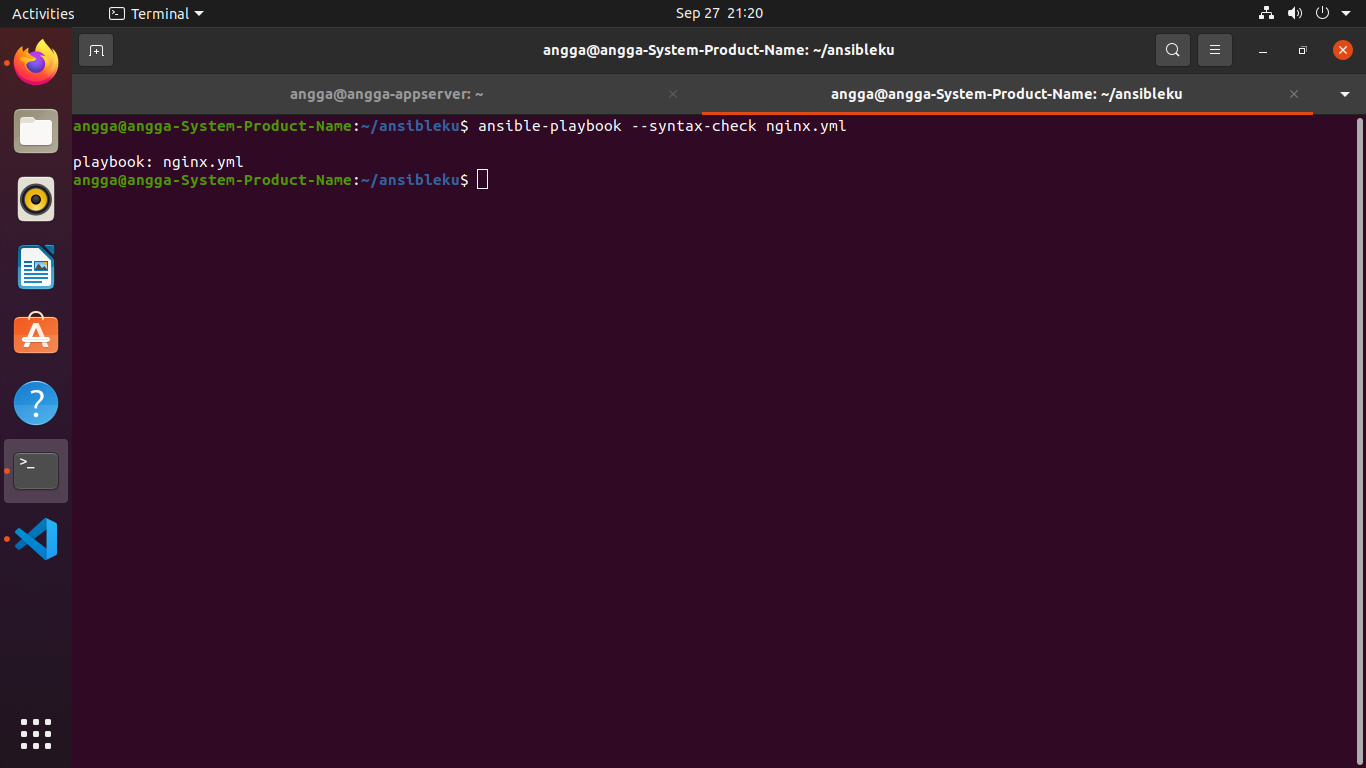 Activities
Terminal
Sep 27 21:20
angga@angga-System-Product-Name: ~/ansibleku
angga@angga-appserver: ~
angga@angga-System-Product-Name: ~/ansibleku
angga@angga-System-Product-Name:~/ansibleku$ ansible-playbook --syntax-check nginx.yml
playbook: nginx.yml
angga@angga-System-Product-Name:~/ansibleku$